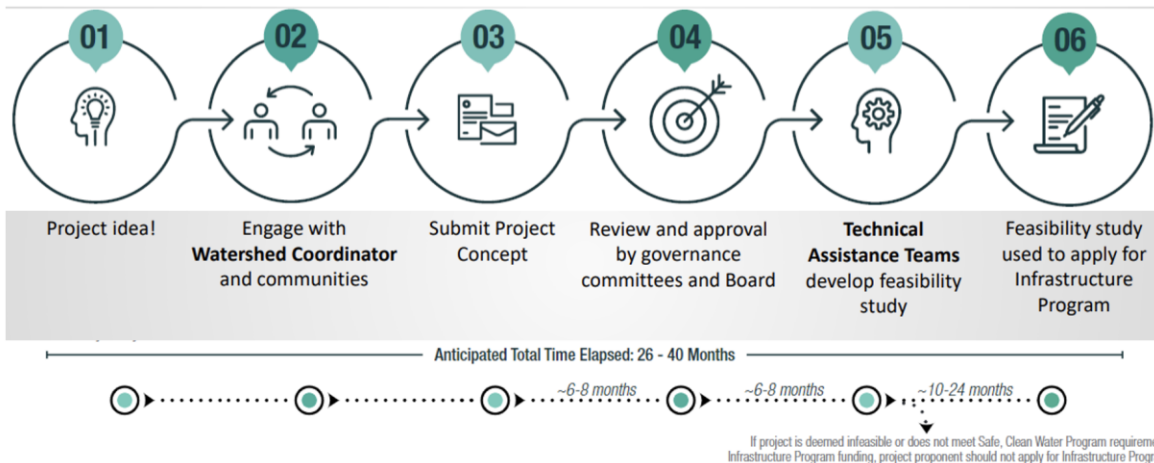 01
02
03
04
05
06
Project idea!
Engage with
Watershed Coordinator
and communities
Submit Project
Concept
Review and approval
by governance
committees and Board
Technical
Assistance Teams
develop feasibility
study
Feasibility study
used to apply for
Infrastructure
Program
Anticipated Total Time Elapsed: 26 - 40 Months
~6-8 months
~6-8 months
~10-24 months
If project is deemed infeasible or does not meet Safe, Clean Water Program
Infrastructure Program funding, project proponent should not apply for Infrastructure